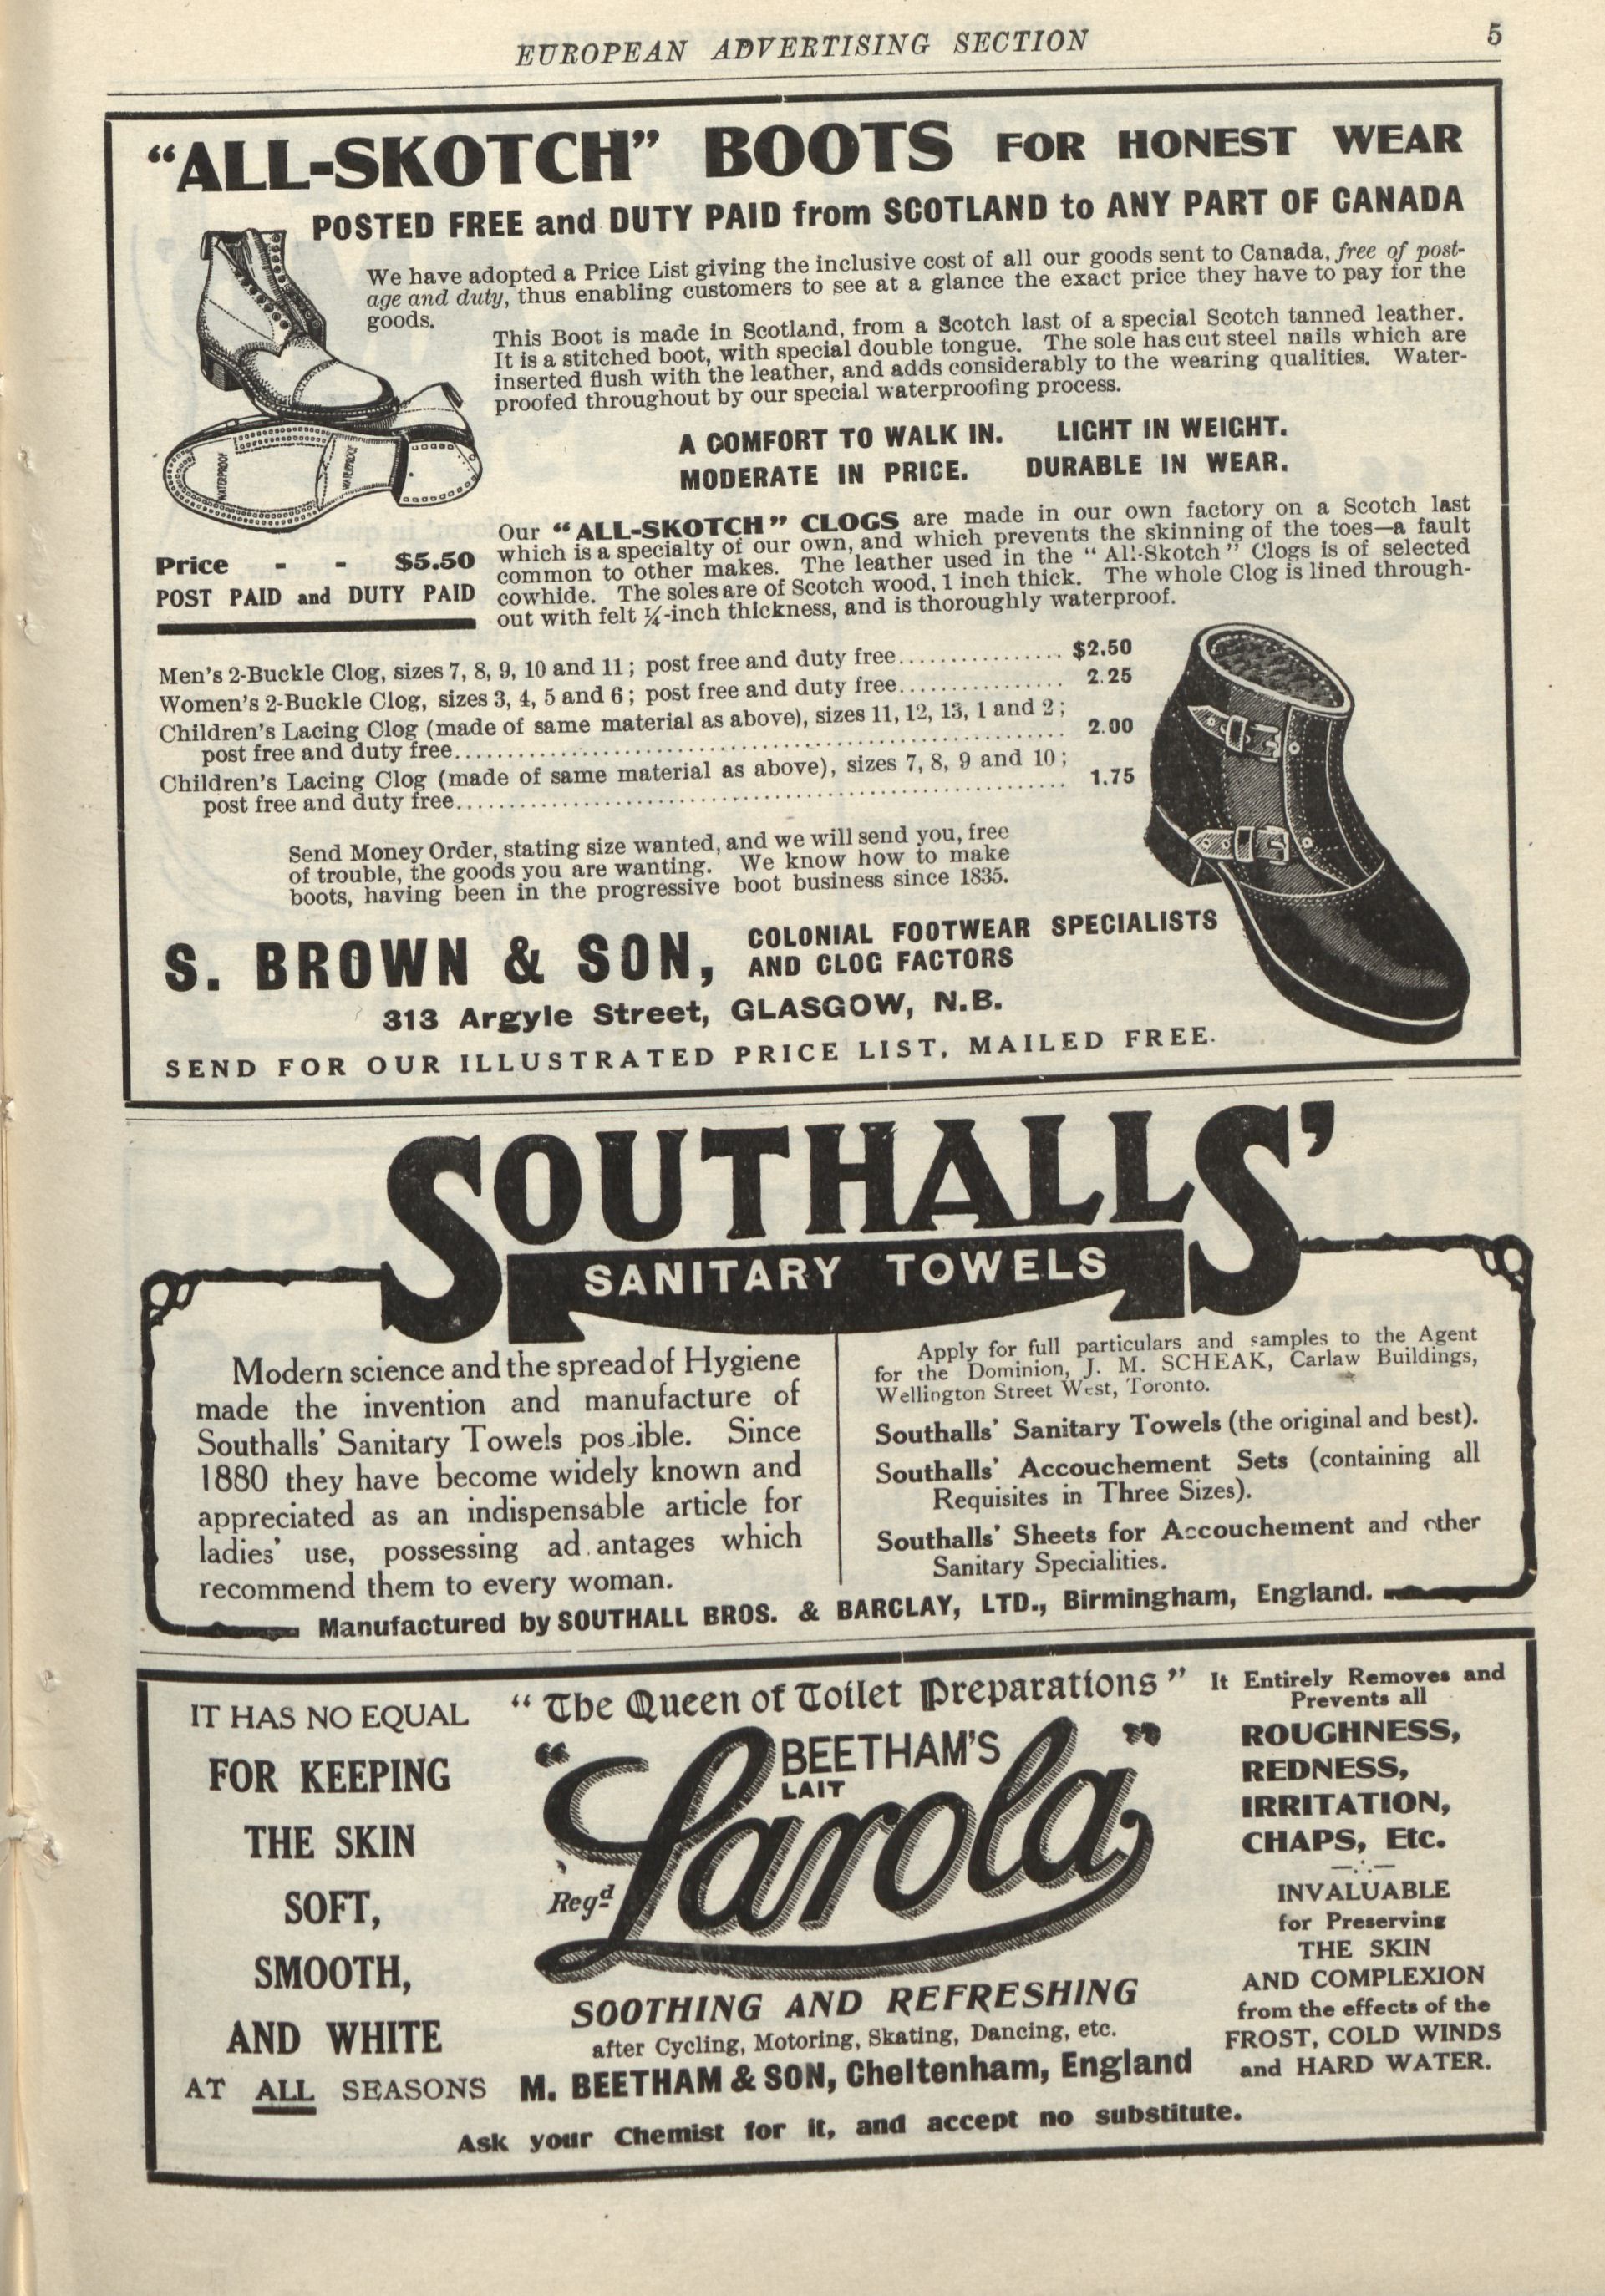 EUROPEAN ADVERTISING SECTION
5
"ALL-SKOTCH" BOOTS FOR HONEST WEAR
POSTED FREE and DUTY PAID from SCOTLAND to ANY PART OF CANADA
We have adopted a Price List giving the inclusive cost of all our goods sent to Canada, free of post-
age and duty, thus enabling customers to see at a glance the exact price they have to pay for the
goods.
This Boot is made in Scotland, from a Scotch last of a special Scotch tanned leather.
It is a stitched boot, with special double tongue. The sole has cut steel nails which are
inserted flush with the leather, and adds considerably to the wearing qualities. Water-
proofed throughout by our special waterproofing process.
WATERPROOF
WARRANTED
A COMFORT TO WALK IN. LIGHT IN WEIGHT.
MODERATE IN PRICE. DURABLE IN WEAR.
Price - - $5.50
POST PAID and DUTY PAID
Our "ALL-SKOTCH" CLOGS are made in our own factory on a Scotch last
which is a specialty of our own, and which prevents the skinning of the toes—a fault
common to other makes. The leather used in the "All-Skotch" Clogs is of selected
cowhide. The soles are of Scotch wood, 1 inch thick. The whole Clog is lined through-
out with felt ¼-inch thickness, and is thoroughly waterproof.
Men's 2-Buckle Clog, sizes 7, 8, 9, 10 and 11; post free and duty free................ $2.50
Women's 2-Buckle Clog, sizes 3, 4, 5 and 6; post free and duty free................ 2.25
Children's Lacing Clog (made of same material as above), sizes 11, 12, 13, 1 and 2;
post free and duty free................ 2.00
Children's Lacing Clog (made of same material as above), sizes 7, 8, 9 and 10;
post free and duty free................ 1.75
Send Money Order, stating size wanted, and we will send you, free
of trouble, the goods you are wanting. We know how to make
boots, having been in the progressive boot business since 1835.
S. BROWN & SON, COLONIAL FOOTWEAR SPECIALISTS
AND CLOG FACTORS
313 Argyle Street, GLASGOW, N.B.
SEND FOR OUR ILLUSTRATED PRICE LIST, MAILED FREE.
SOUTHALLS'
SANITARY TOWELS
Modern science and the spread of Hygiene
made the invention and manufacture of
Southalls' Sanitary Towels possible. Since
1880 they have become widely known and
appreciated as an indispensable article for
ladies' use, possessing advantages which
recommend them to every woman.
Apply for full particulars and samples to the Agent
for the Dominion, J. M. SCHEAK, Carlaw Buildings,
Wellington Street West, Toronto.
Southalls' Sanitary Towels (the original and best).
Southalls' Accouchement Sets (containing all
Requisites in Three Sizes).
Southalls' Sheets for Accouchement and other
Sanitary Specialities.
Manufactured by SOUTHALL BROS. & BARCLAY, LTD., Birmingham, England.
IT HAS NO EQUAL
FOR KEEPING
THE SKIN
SOFT,
SMOOTH,
AND WHITE
AT ALL SEASONS
"The Queen of Toilet Preparations"
BEETHAM'S
LAIT
"Larola"
Regd
SOOTHING AND REFRESHING
after Cycling, Motoring, Skating, Dancing, etc.
M. BEETHAM & SON, Cheltenham, England
It Entirely Removes and
Prevents all
ROUGHNESS,
REDNESS,
IRRITATION,
CHAPS, Etc.
INVALUABLE
for Preserving
THE SKIN
AND COMPLEXION
from the effects of the
FROST, COLD WINDS
and HARD WATER.
Ask your Chemist for it, and accept no substitute.